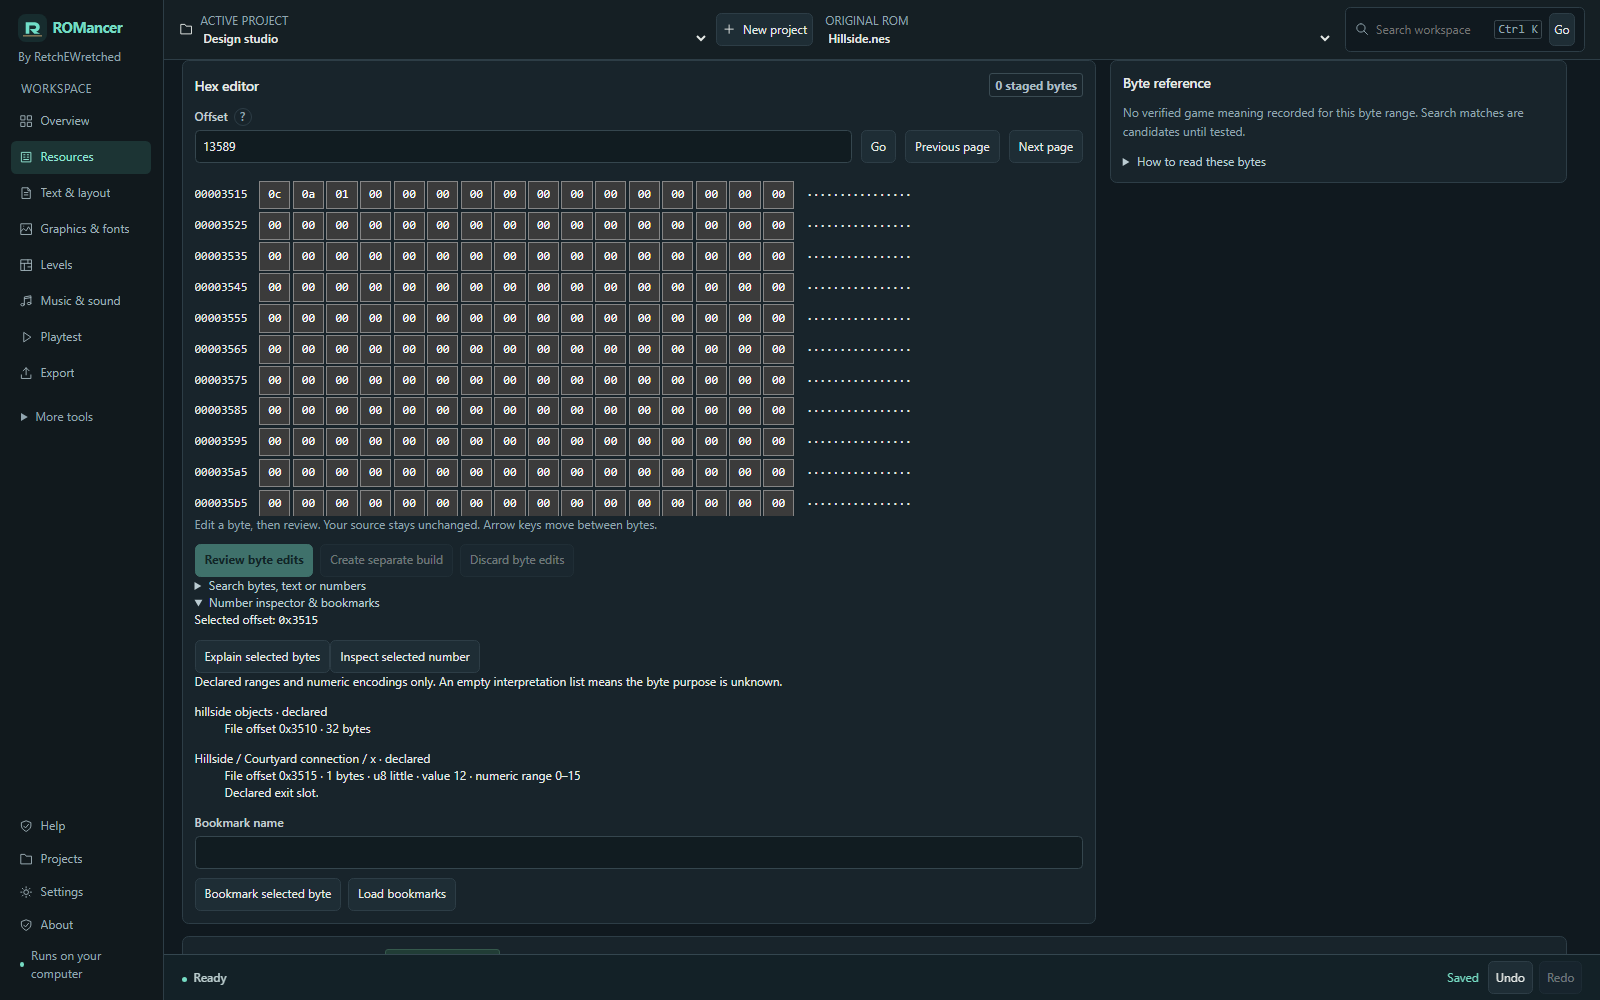 ROMancer
By RetchEWretched
WORKSPACE
Overview
Resources
Text & layout
Graphics & fonts
Levels
Music & sound
Playtest
Export
More tools
Help
Projects
Settings
About
Runs on your
computer
ACTIVE PROJECT
Design studio
+ New project
ORIGINAL ROM
Hillside.nes
Search workspace Ctrl K Go
Hex editor
0 staged bytes
Offset ?
13589 Go Previous page Next page
00003515 0c 0a 01 00 00 00 00 00 00 00 00 00 00 00 00 00 ................
00003525 00 00 00 00 00 00 00 00 00 00 00 00 00 00 00 00 ................
00003535 00 00 00 00 00 00 00 00 00 00 00 00 00 00 00 00 ................
00003545 00 00 00 00 00 00 00 00 00 00 00 00 00 00 00 00 ................
00003555 00 00 00 00 00 00 00 00 00 00 00 00 00 00 00 00 ................
00003565 00 00 00 00 00 00 00 00 00 00 00 00 00 00 00 00 ................
00003575 00 00 00 00 00 00 00 00 00 00 00 00 00 00 00 00 ................
00003585 00 00 00 00 00 00 00 00 00 00 00 00 00 00 00 00 ................
00003595 00 00 00 00 00 00 00 00 00 00 00 00 00 00 00 00 ................
000035a5 00 00 00 00 00 00 00 00 00 00 00 00 00 00 00 00 ................
000035b5 00 00 00 00 00 00 00 00 00 00 00 00 00 00 00 00 ................
Edit a byte, then review. Your source stays unchanged. Arrow keys move between bytes.
Review byte edits Create separate build Discard byte edits
Search bytes, text or numbers
Number inspector & bookmarks
Selected offset: 0x3515
Explain selected bytes Inspect selected number
Declared ranges and numeric encodings only. An empty interpretation list means the byte purpose is unknown.
hillside objects · declared
File offset 0x3510 · 32 bytes
Hillside / Courtyard connection / x · declared
File offset 0x3515 · 1 bytes · u8 little · value 12 · numeric range 0–15
Declared exit slot.
Bookmark name
Bookmark selected byte Load bookmarks
Byte reference
No verified game meaning recorded for this byte range. Search matches are
candidates until tested.
How to read these bytes
Ready
Saved Undo Redo